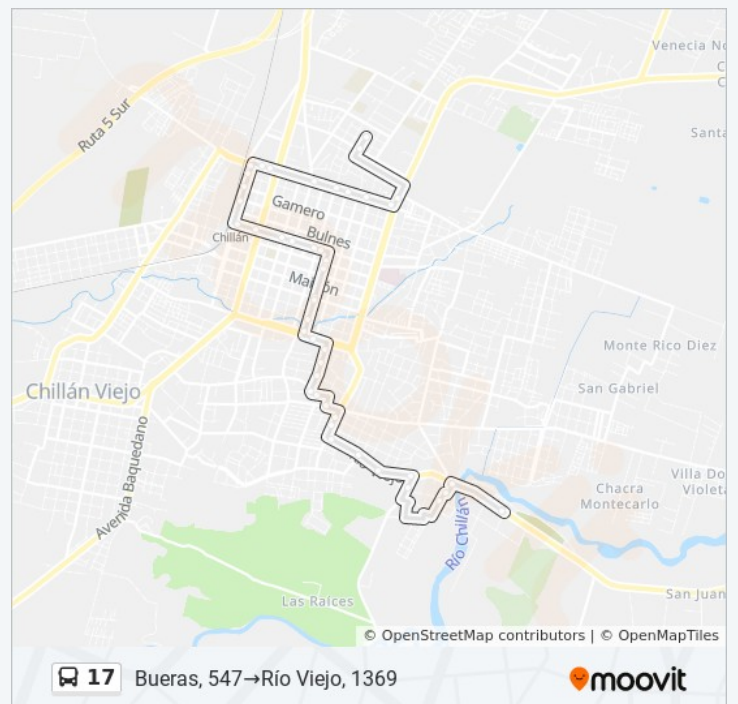 Venecia
Ruta 5 Sur
Santa
Gamero
Bulnes
Chillán
Monte Rico Diez
San Gabriel
Chillán Viejo
Avenida Baquedano
Villa Do
Violeta
Chacra
Montecarlo
Río Chillán
Las Raíces
San Juan
© OpenStreetMap contributors | © OpenMapTiles
17 Bueras, 547→Río Viejo, 1369 moovit